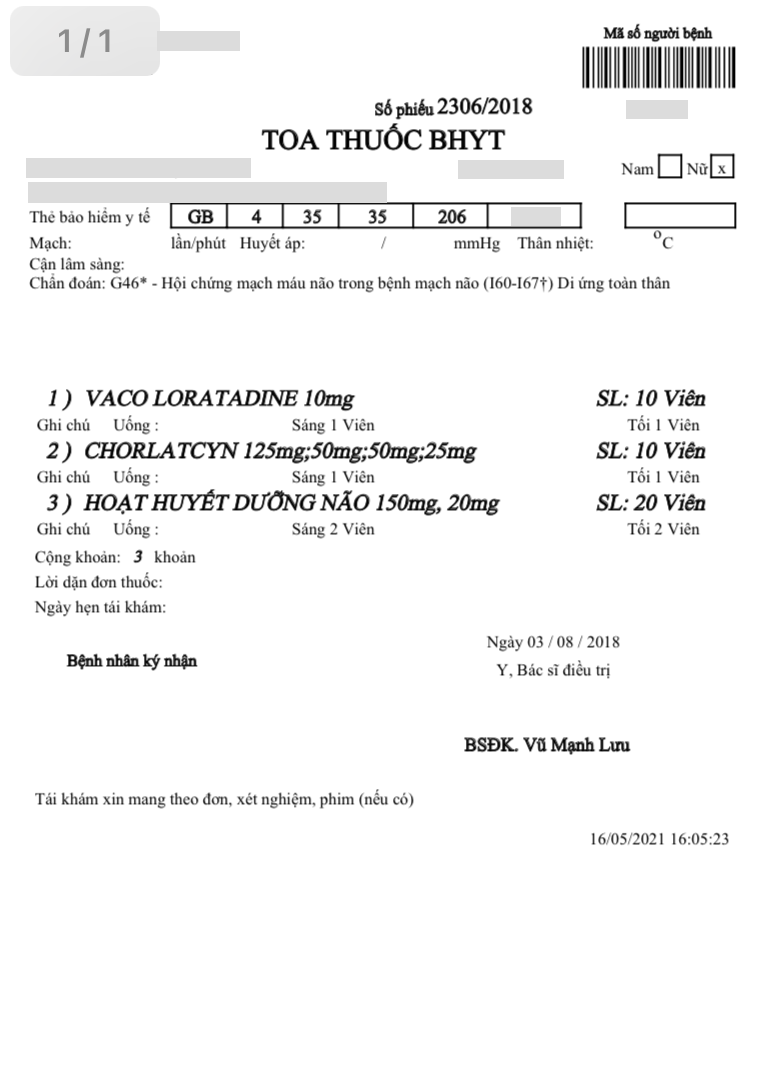 1/1
Mã số người bệnh
Số phiếu 2306/2018
TOA THUỐC BHYT
Nam Nữ x
Thẻ bảo hiểm y tế GB 4 35 35 206
Mạch: lần/phút Huyết áp: / mmHg Thân nhiệt: °C
Cận lâm sàng:
Chẩn đoán: G46* - Hội chứng mạch máu não trong bệnh mạch não (I60-I67†) Di ứng toàn thân
1 ) VACO LORATADINE 10mg SL: 10 Viên
Ghi chú Uống : Sáng 1 Viên Tối 1 Viên
2 ) CHORLATCYN 125mg;50mg;50mg;25mg SL: 10 Viên
Ghi chú Uống : Sáng 1 Viên Tối 1 Viên
3 ) HOẠT HUYẾT DƯỠNG NÃO 150mg, 20mg SL: 20 Viên
Ghi chú Uống : Sáng 2 Viên Tối 2 Viên
Cộng khoản: 3 khoản
Lời dặn đơn thuốc:
Ngày hẹn tái khám:
Ngày 03 / 08 / 2018
Bệnh nhân ký nhận
Y, Bác sĩ điều trị
BSĐK. Vũ Mạnh Lưu
Tái khám xin mang theo đơn, xét nghiệm, phim (nếu có)
16/05/2021 16:05:23